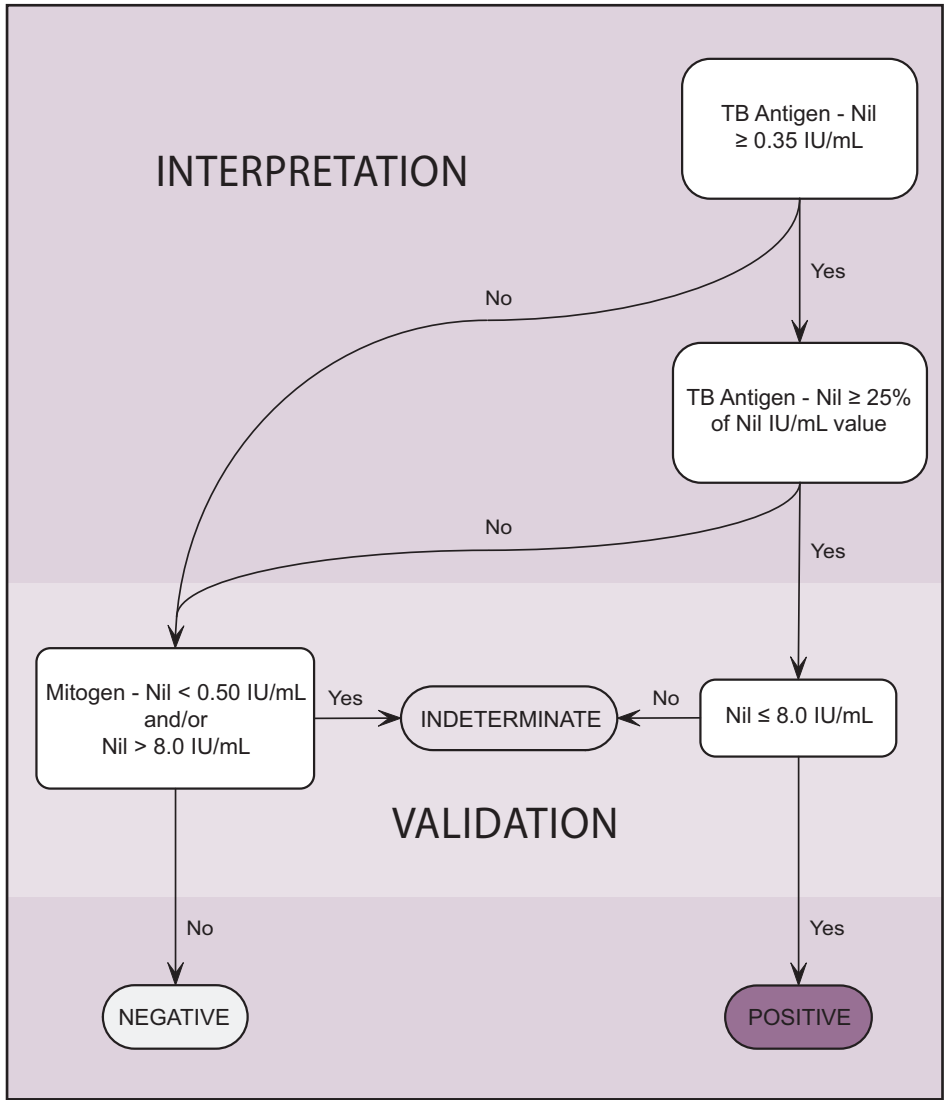 TB Antigen - Nil
≥ 0.35 IU/mL
INTERPRETATION
Yes
No
TB Antigen - Nil ≥ 25%
of Nil IU/mL value
No
Yes
Mitogen - Nil < 0.50 IU/mL
and/or
Nil > 8.0 IU/mL
Yes
INDETERMINATE
No
Nil ≤ 8.0 IU/mL
VALIDATION
No
Yes
NEGATIVE
POSITIVE